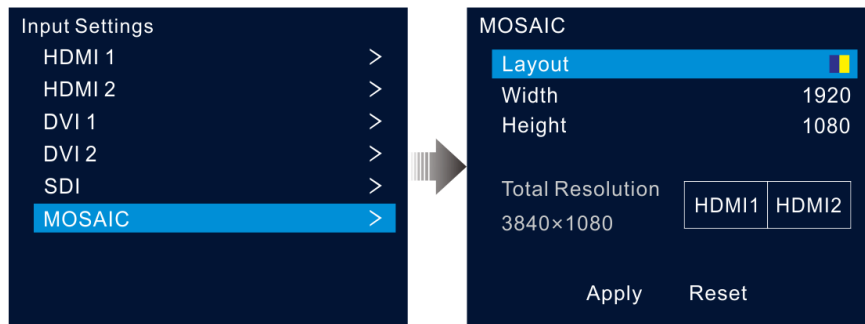 Input Settings
HDMI 1 >
HDMI 2 >
DVI 1 >
DVI 2 >
SDI >
MOSAIC >
MOSAIC
Layout
Width 1920
Height 1080
Total Resolution
3840×1080
HDMI1 HDMI2
Apply Reset